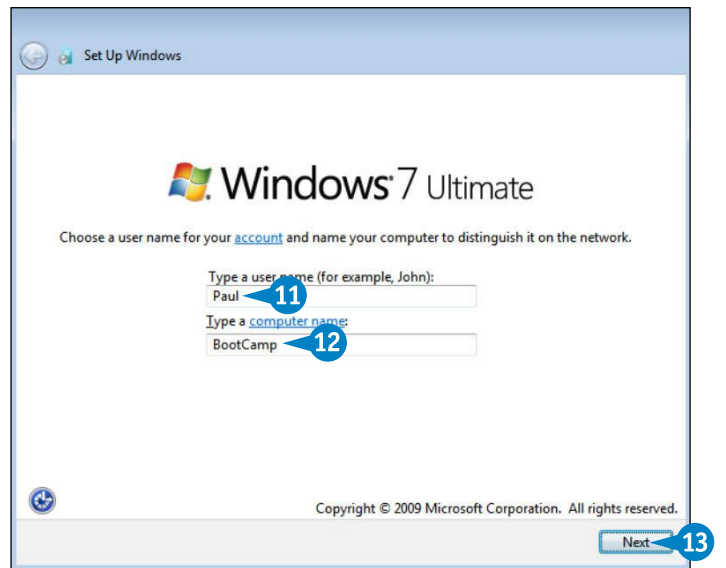 Set Up Windows
Windows® 7 Ultimate
Choose a user name for your account and name your computer to distinguish it on the network.
Type a user name (for example, John):
Paul 11
Type a computer name:
BootCamp 12
Copyright © 2009 Microsoft Corporation. All rights reserved.
Next 13